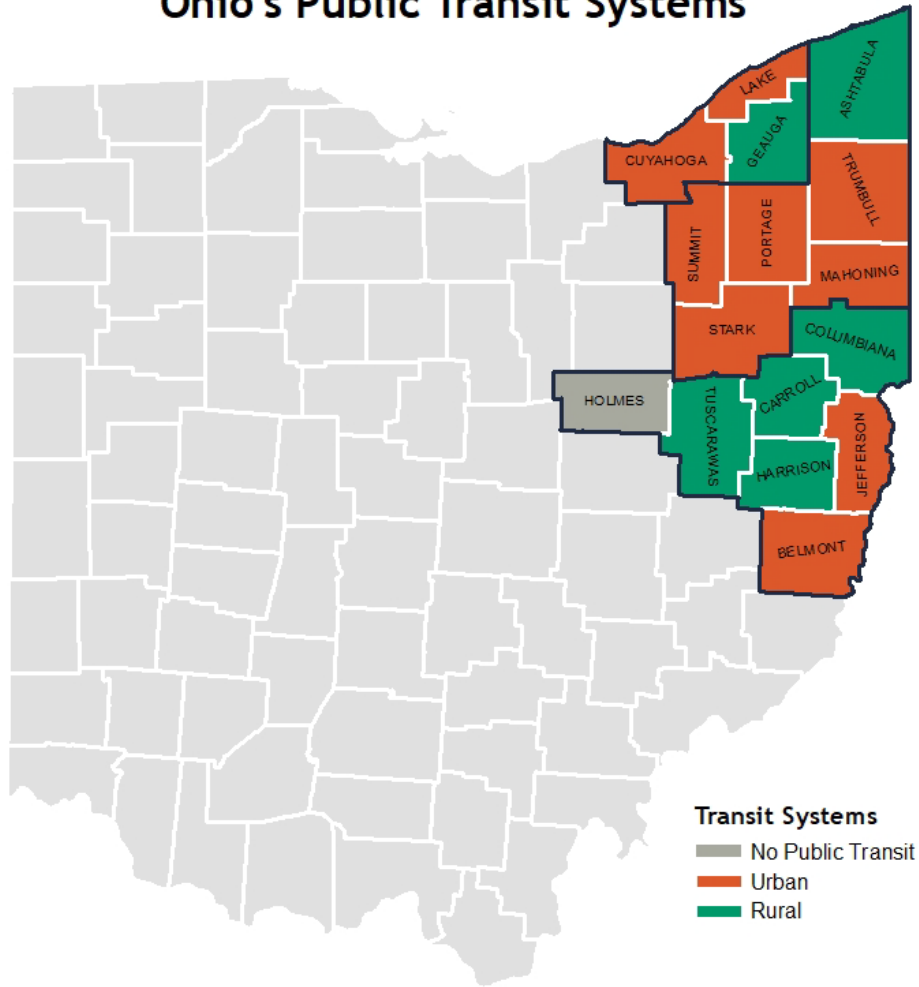 Ohio's Public Transit Systems
LAKE
ASHTABULA
GEAUGA
CUYAHOGA
TRUMBULL
SUMMIT
PORTAGE
MAHONING
STARK
COLUMBIANA
HOLMES
TUSCARAWAS
CARROLL
JEFFERSON
HARRISON
BELMONT
Transit Systems
No Public Transit
Urban
Rural